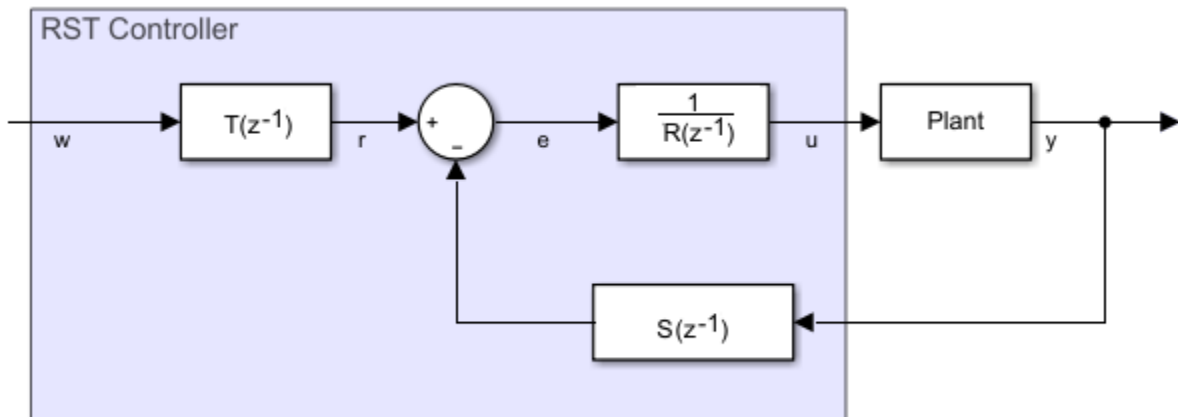 RST Controller
w
T(z-1)
r
+
−
e
1
R(z-1)
u
Plant
y
S(z-1)